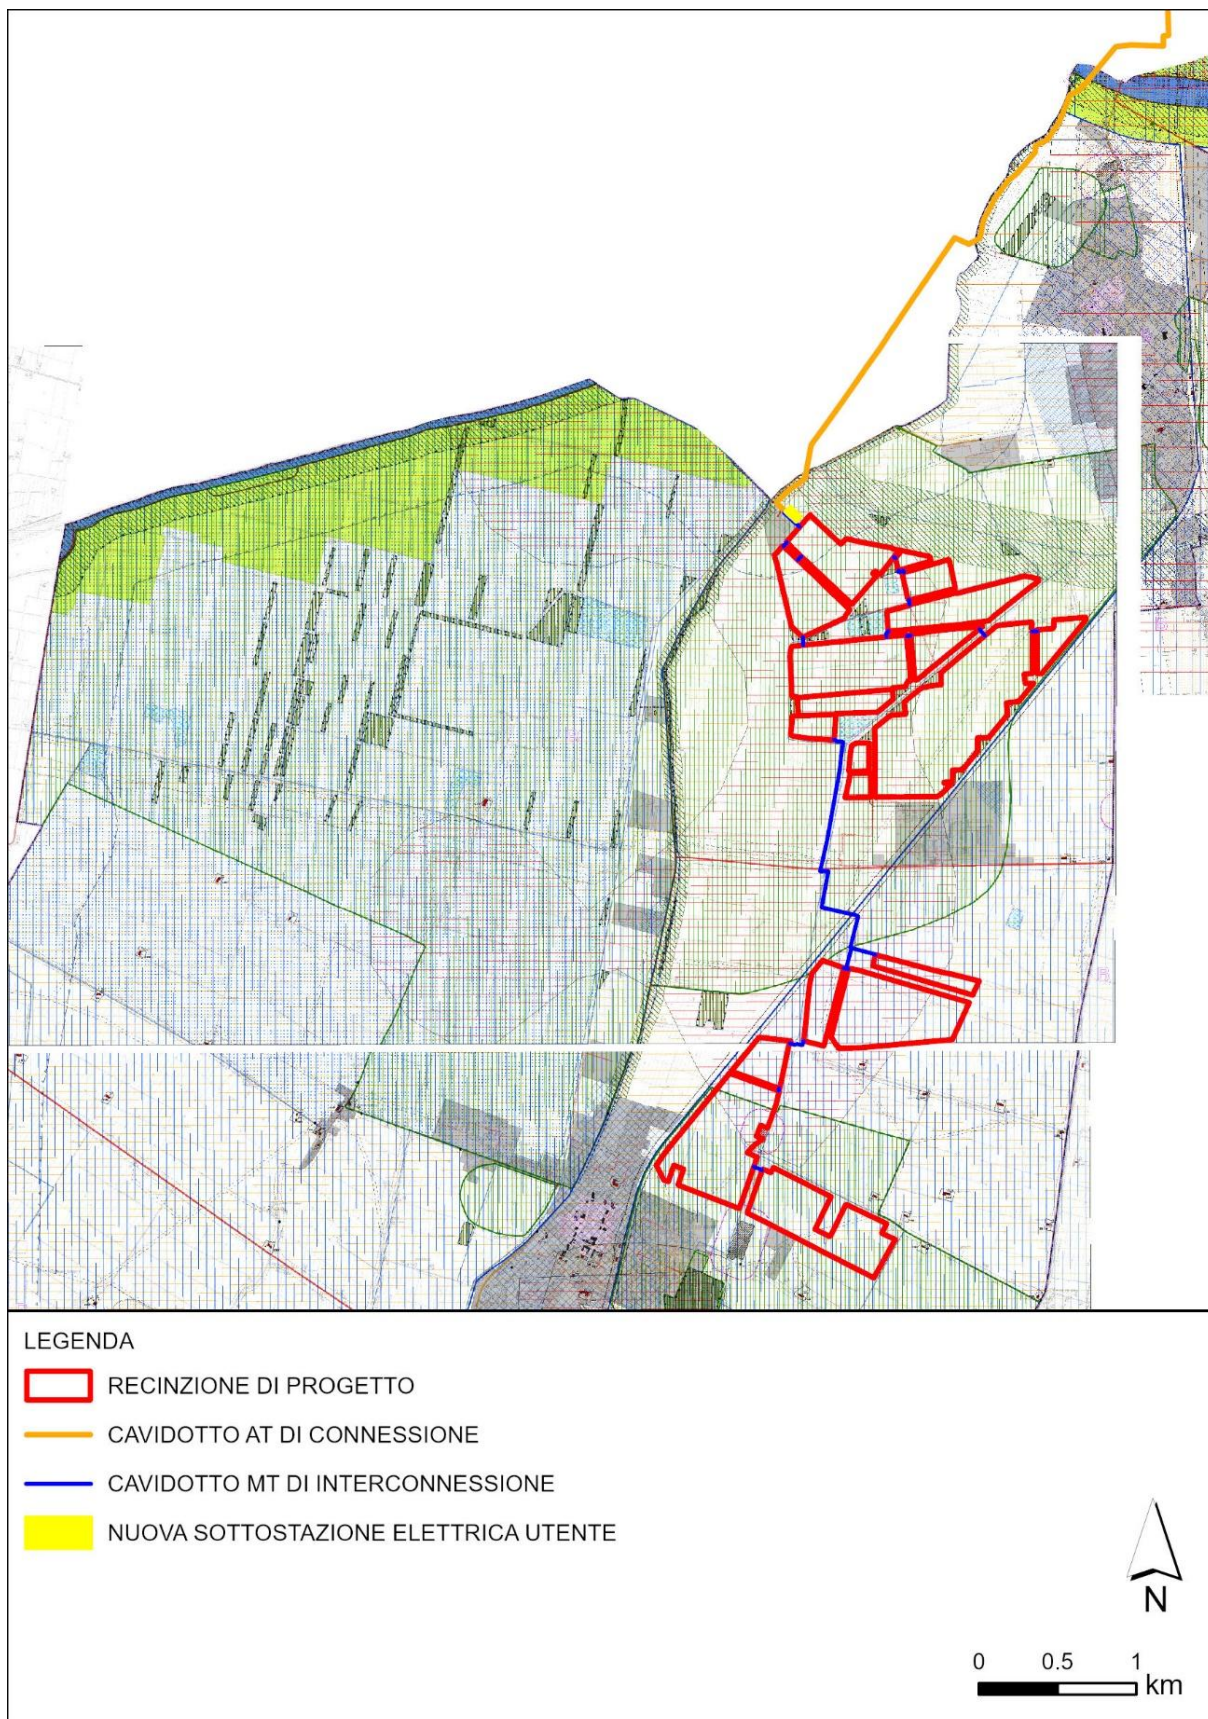 LEGENDA
RECINZIONE DI PROGETTO
CAVIDOTTO AT DI CONNESSIONE
CAVIDOTTO MT DI INTERCONNESSIONE
NUOVA SOTTOSTAZIONE ELETTRICA UTENTE
N
0 0.5 1
km